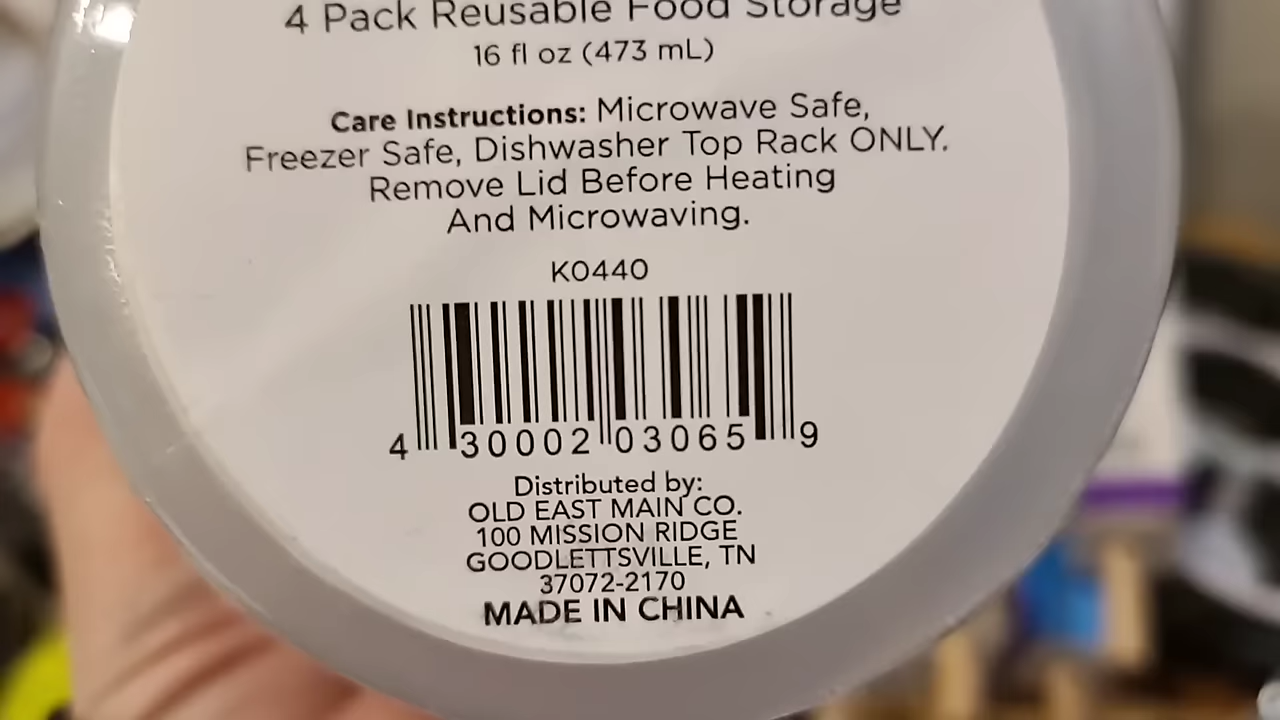 4 Pack Reusable Food Storage
16 fl oz (473 mL)
Care Instructions: Microwave Safe,
Freezer Safe, Dishwasher Top Rack ONLY.
Remove Lid Before Heating
And Microwaving.
K0440
4 30002 03065 9
Distributed by:
OLD EAST MAIN CO.
100 MISSION RIDGE
GOODLETTSVILLE, TN
37072-2170
MADE IN CHINA